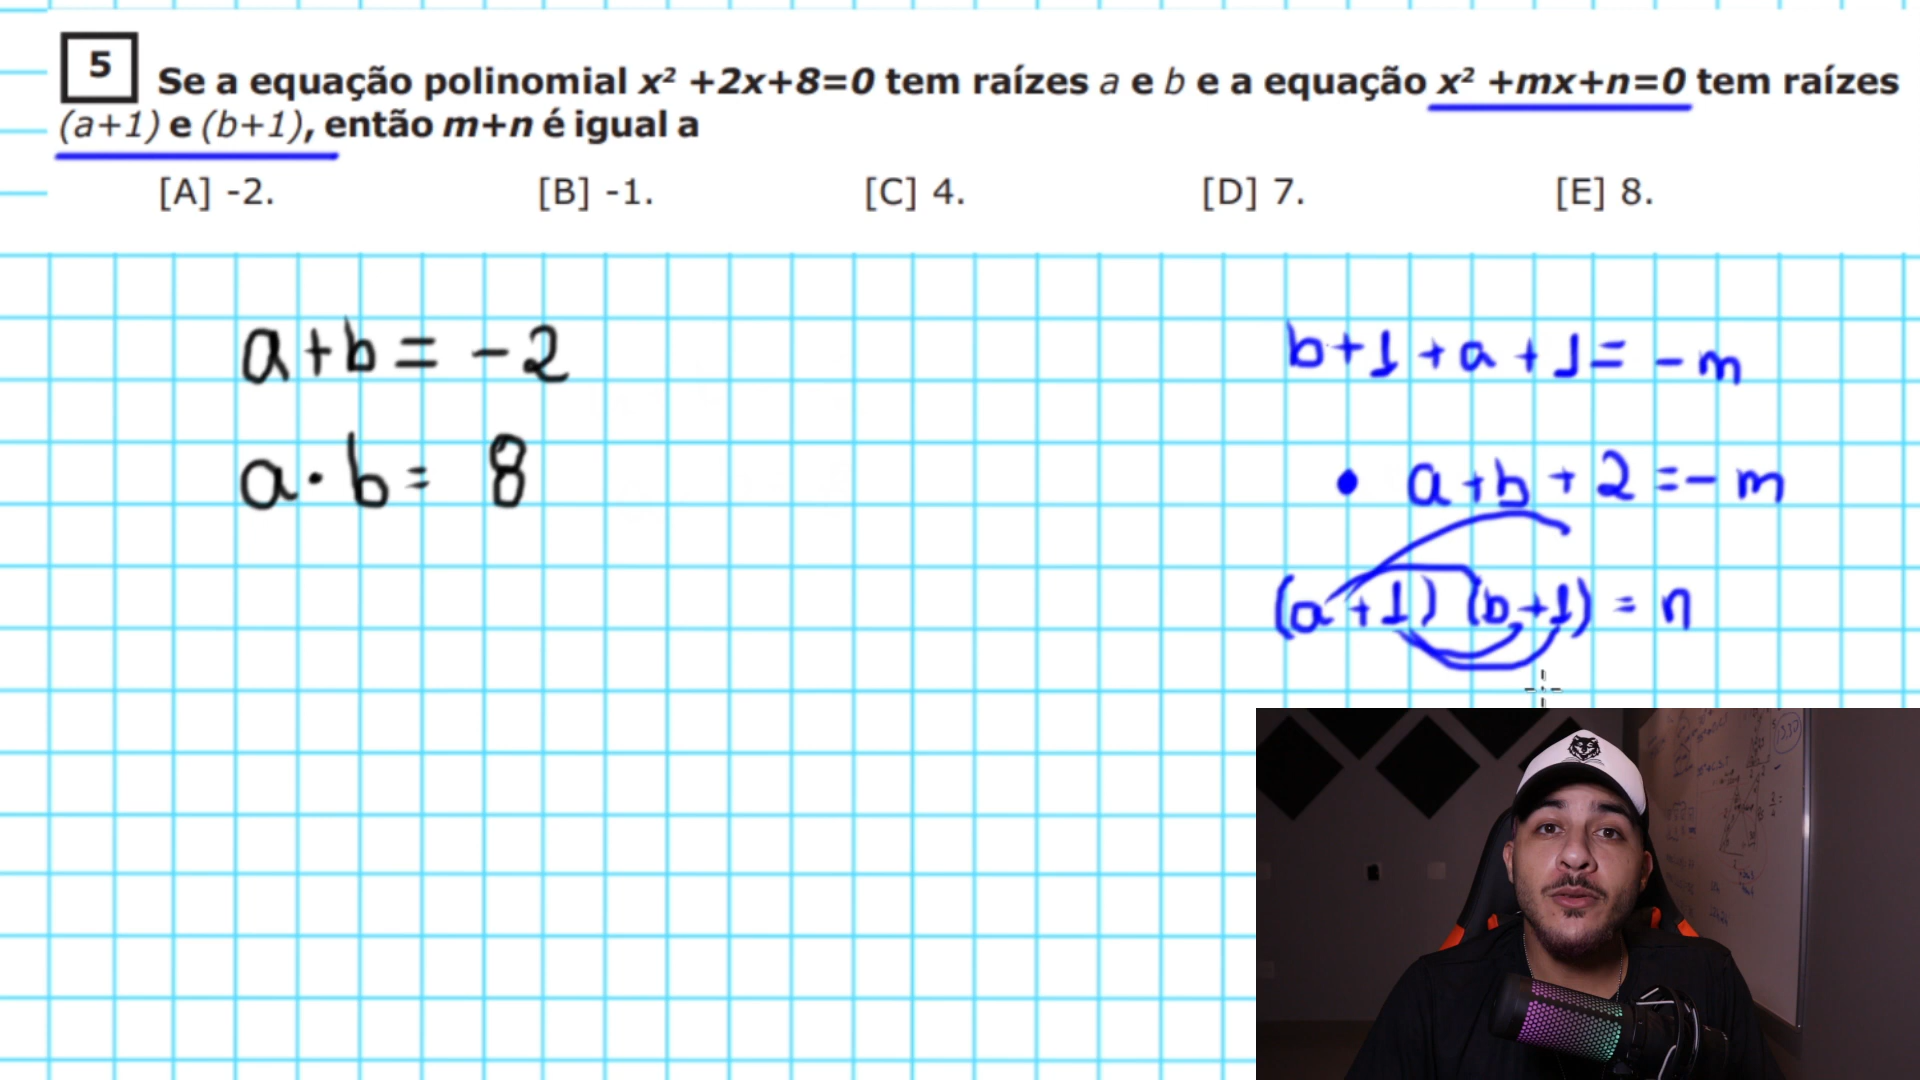 5 Se a equação polinomial x² +2x+8=0 tem raízes a e b e a equação x² +mx+n=0 tem raízes
(a+1) e (b+1), então m+n é igual a
[A] -2. [B] -1. [C] 4. [D] 7. [E] 8.
a+b = -2
a·b = 8
b+1+a+1 = -m
• a+b+2 = -m
(a+1)(b+1) = n